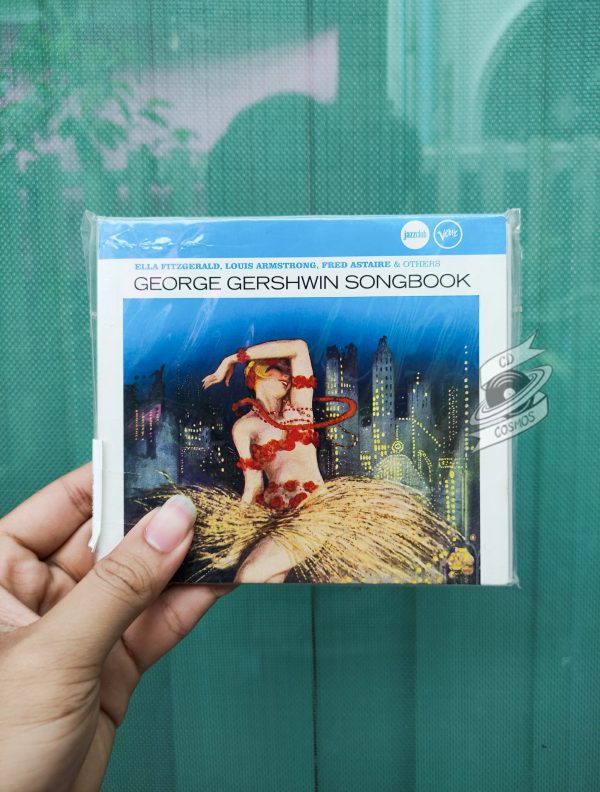 jazzclub
Verve
ELLA FITZGERALD, LOUIS ARMSTRONG, FRED ASTAIRE & OTHERS
GEORGE GERSHWIN SONGBOOK
CD
COSMOS